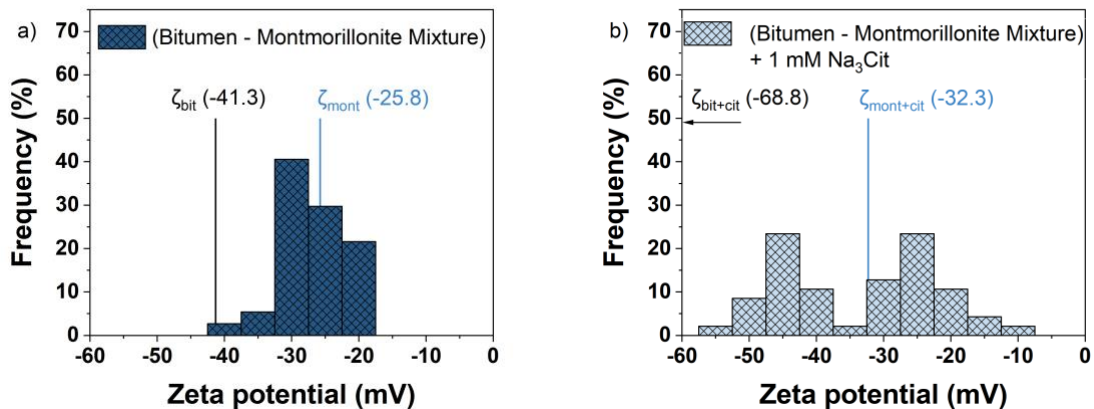 a)
(Bitumen - Montmorillonite Mixture)
ζbit (-41.3)
ζmont (-25.8)
Frequency (%)
70
60
50
40
30
20
10
0
-60 -50 -40 -30 -20 -10 0
Zeta potential (mV)
b)
(Bitumen - Montmorillonite Mixture)
+ 1 mM Na3Cit
ζbit+cit (-68.8)
ζmont+cit (-32.3)
Frequency (%)
70
60
50
40
30
20
10
0
-60 -50 -40 -30 -20 -10 0
Zeta potential (mV)